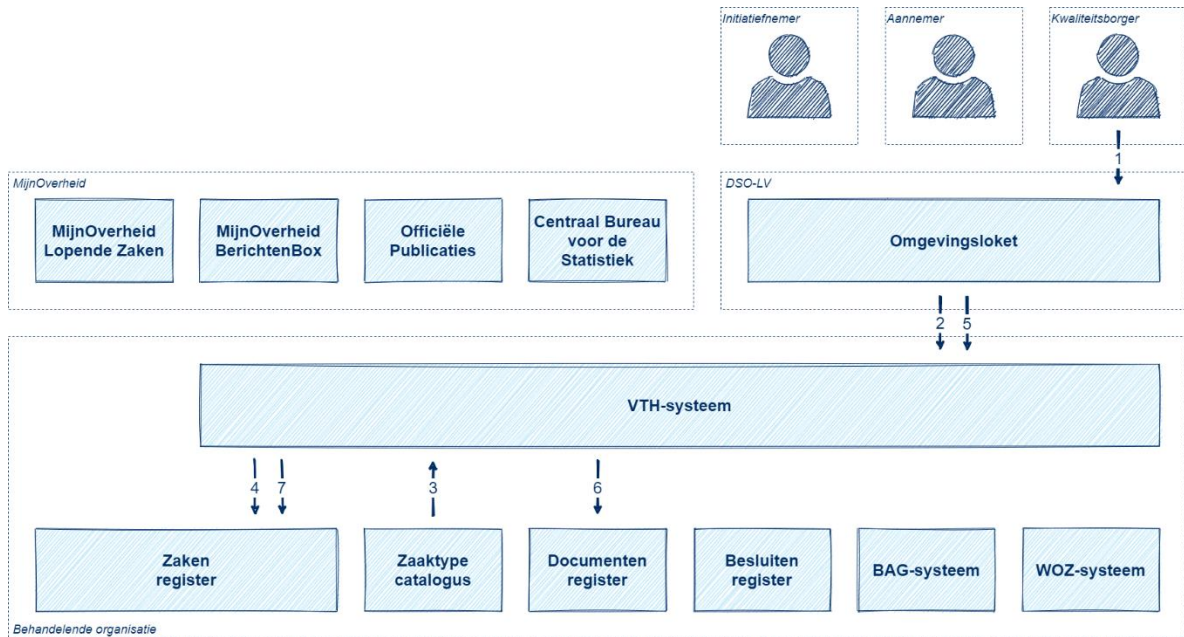 Initiatiefnemer
Aannemer
Kwaliteitsborger
1
MijnOverheid
DSO-LV
MijnOverheid
Lopende Zaken
MijnOverheid
BerichtenBox
Officiële
Publicaties
Centraal Bureau
voor de
Statistiek
Omgevingsloket
2
5
VTH-systeem
4
7
3
6
Zaken
register
Zaaktype
catalogus
Documenten
register
Besluiten
register
BAG-systeem
WOZ-systeem
Behandelende organisatie